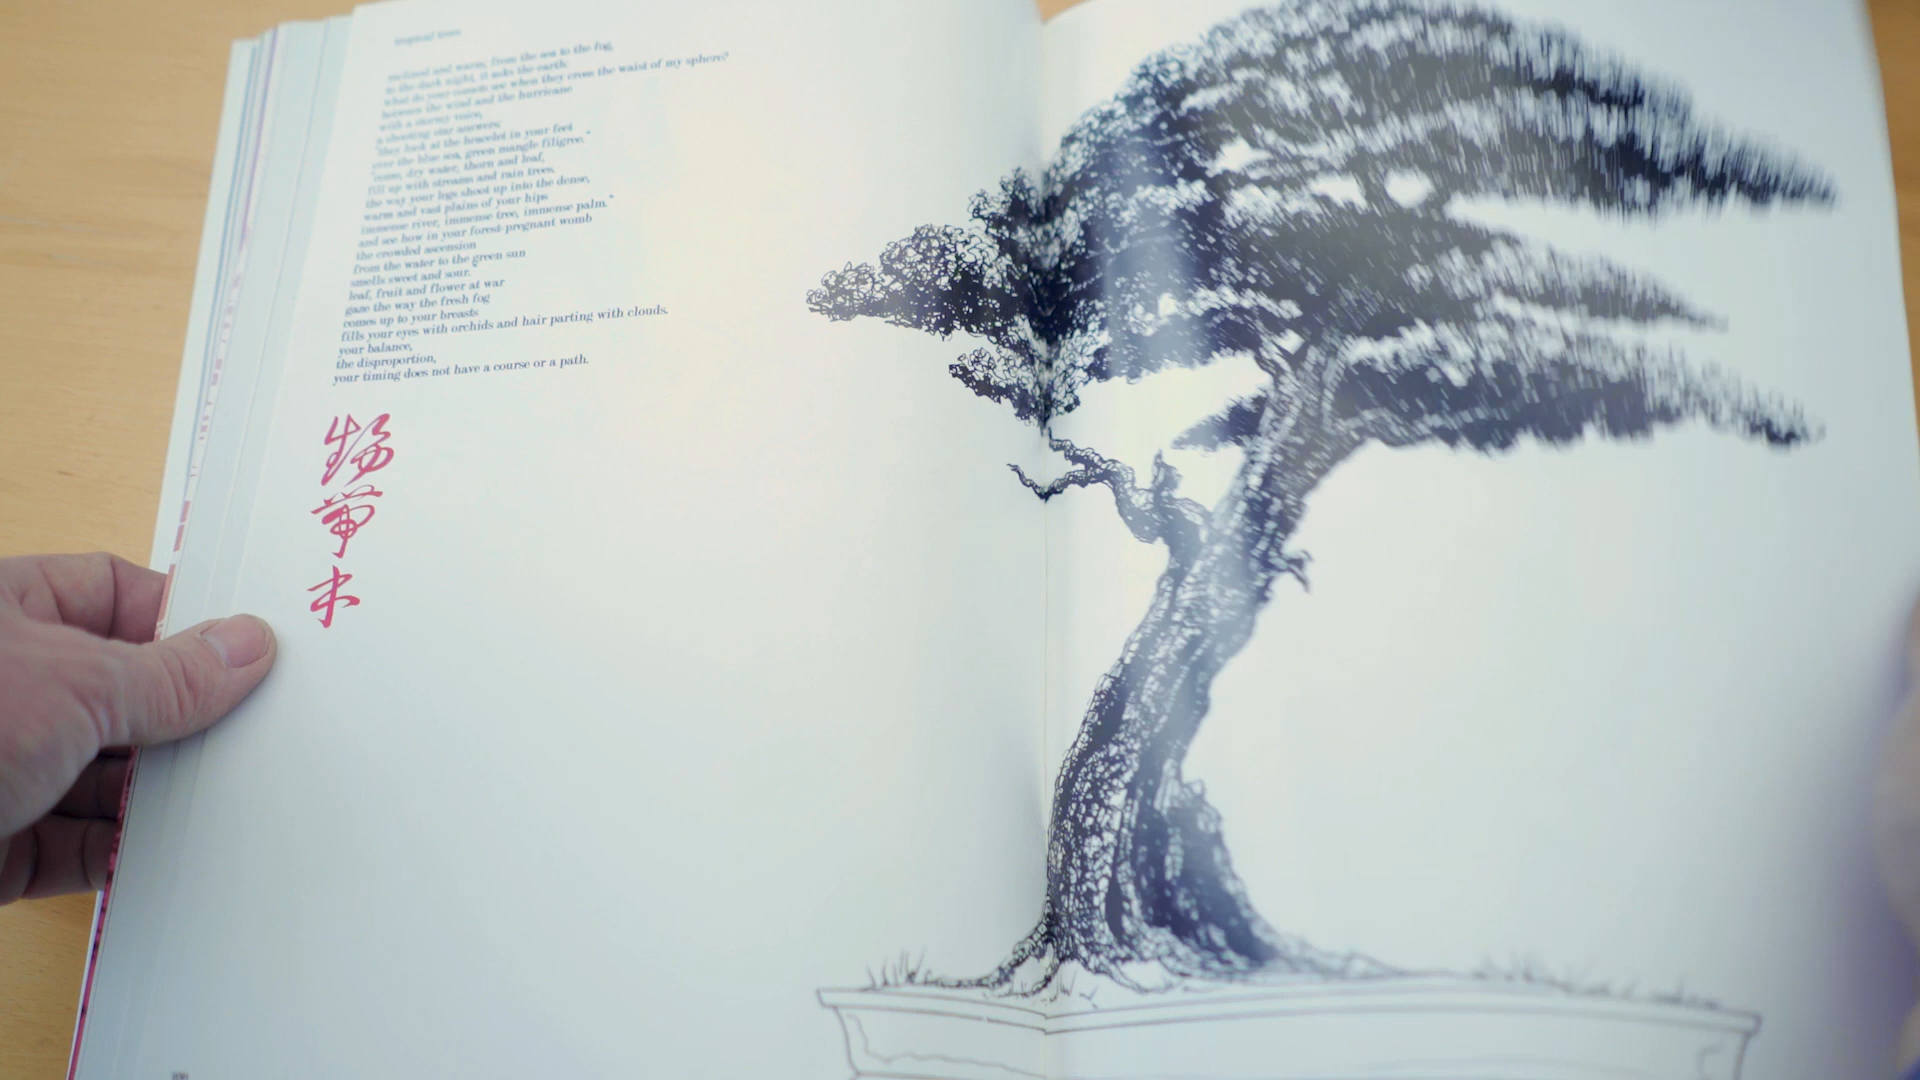 tropical trees
reclined and warm, from the sea to the fog,
to the dark night, it asks the earth:
what do your comets see when they cross the waist of my sphere?
between the wind and the hurricane
with a stormy voice,
a shooting star answers:
"they look at the bracelet in your feet
over the blue sea, green mangle filigree."
"come, dry water, thorn and leaf,
fill up with streams and rain trees,
the way your legs shoot up into the dense,
warm and vast plains of your hips
immense river, immense tree, immense palm."
and see how in your forest-pregnant womb
the crowded ascension
from the water to the green sun
smells sweet and sour.
leaf, fruit and flower at war
gaze the way the fresh fog
comes up to your breasts
fills your eyes with orchids and hair parting with clouds.
your balance,
the disproportion,
your timing does not have a course or a path.
木